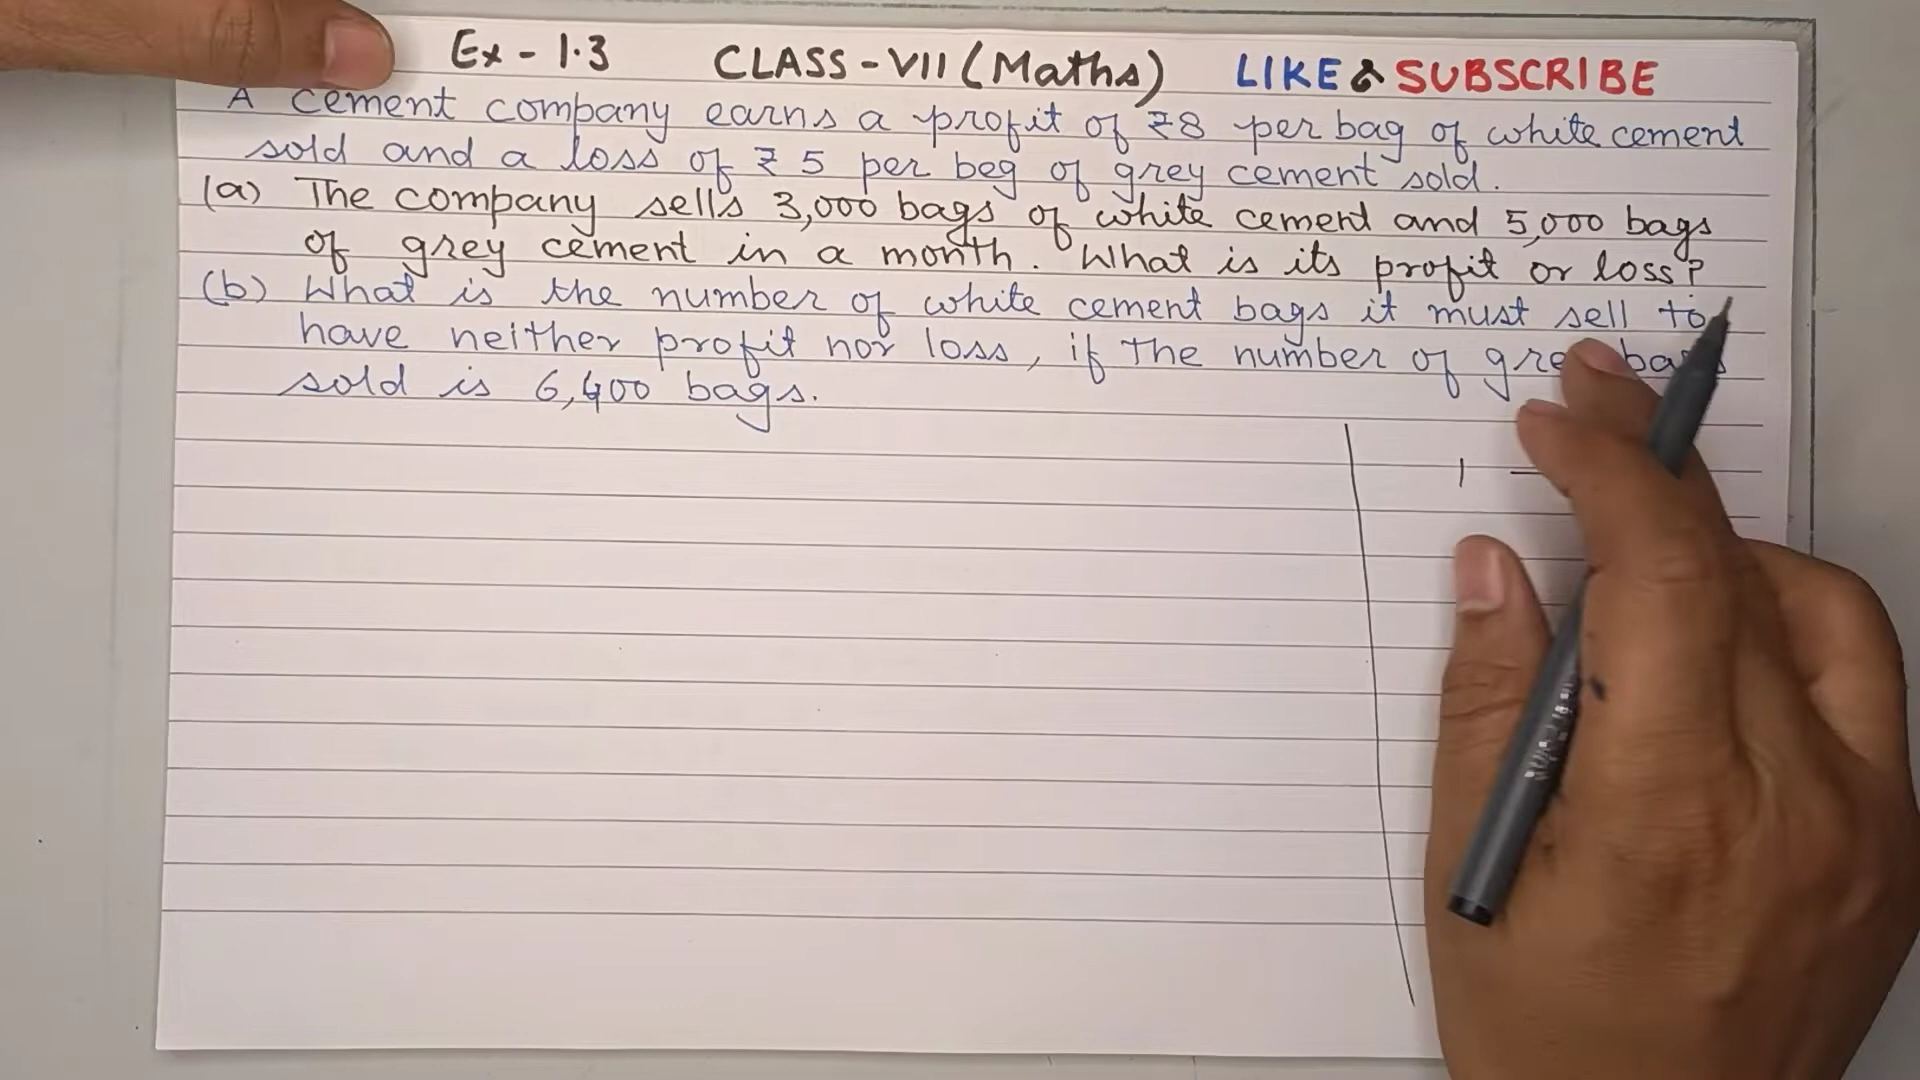 Ex - 1.3 CLASS - VII (Maths) LIKE & SUBSCRIBE
A cement company earns a profit of ₹8 per bag of white cement
sold and a loss of ₹ 5 per beg of grey cement sold.
(a) The company sells 3,000 bags of white cement and 5,000 bags
of grey cement in a month. What is its profit or loss?
(b) What is the number of white cement bags it must sell to
have neither profit nor loss, if the number of grey bags
sold is 6,400 bags.
1 -